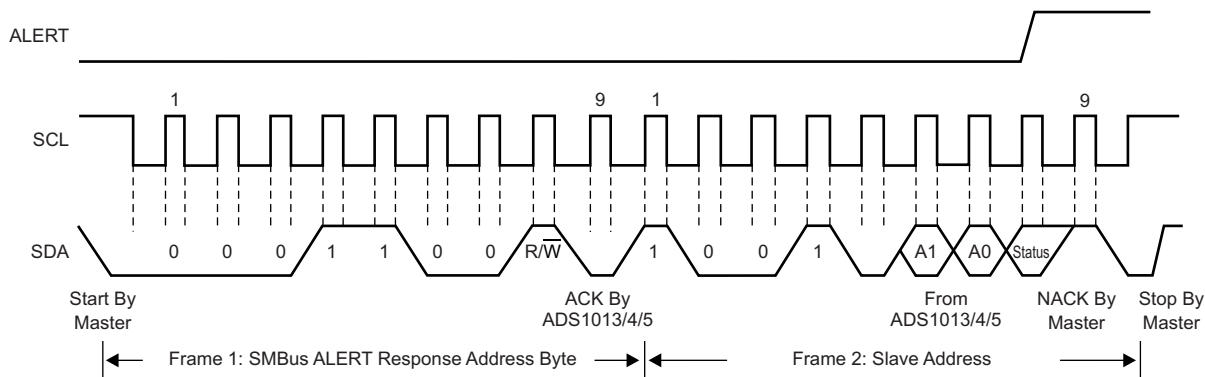 ALERT
1 9 1 9
SCL
SDA
0 0 0 1 1 0 0 R/W̅ 1 0 0 1 A1 A0 Status
Start By
Master
ACK By
ADS1013/4/5
From
ADS1013/4/5
NACK By
Master
Stop By
Master
Frame 1: SMBus ALERT Response Address Byte
Frame 2: Slave Address